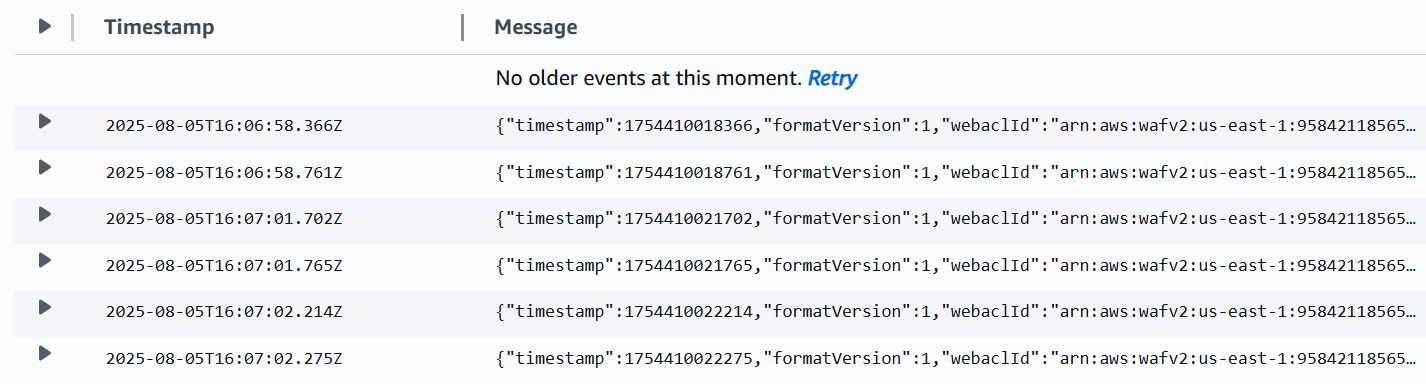 Timestamp Message
No older events at this moment. Retry
2025-08-05T16:06:58.366Z {"timestamp":1754410018366,"formatVersion":1,"webaclId":"arn:aws:wafv2:us-east-1:95842118565…
2025-08-05T16:06:58.761Z {"timestamp":1754410018761,"formatVersion":1,"webaclId":"arn:aws:wafv2:us-east-1:95842118565…
2025-08-05T16:07:01.702Z {"timestamp":1754410021702,"formatVersion":1,"webaclId":"arn:aws:wafv2:us-east-1:95842118565…
2025-08-05T16:07:01.765Z {"timestamp":1754410021765,"formatVersion":1,"webaclId":"arn:aws:wafv2:us-east-1:95842118565…
2025-08-05T16:07:02.214Z {"timestamp":1754410022214,"formatVersion":1,"webaclId":"arn:aws:wafv2:us-east-1:95842118565…
2025-08-05T16:07:02.275Z {"timestamp":1754410022275,"formatVersion":1,"webaclId":"arn:aws:wafv2:us-east-1:95842118565…